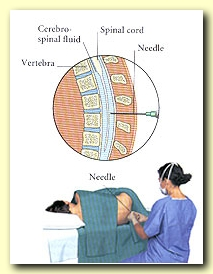 Cerebro-
spinal fluid
Spinal cord
Needle
Vertebra
Needle